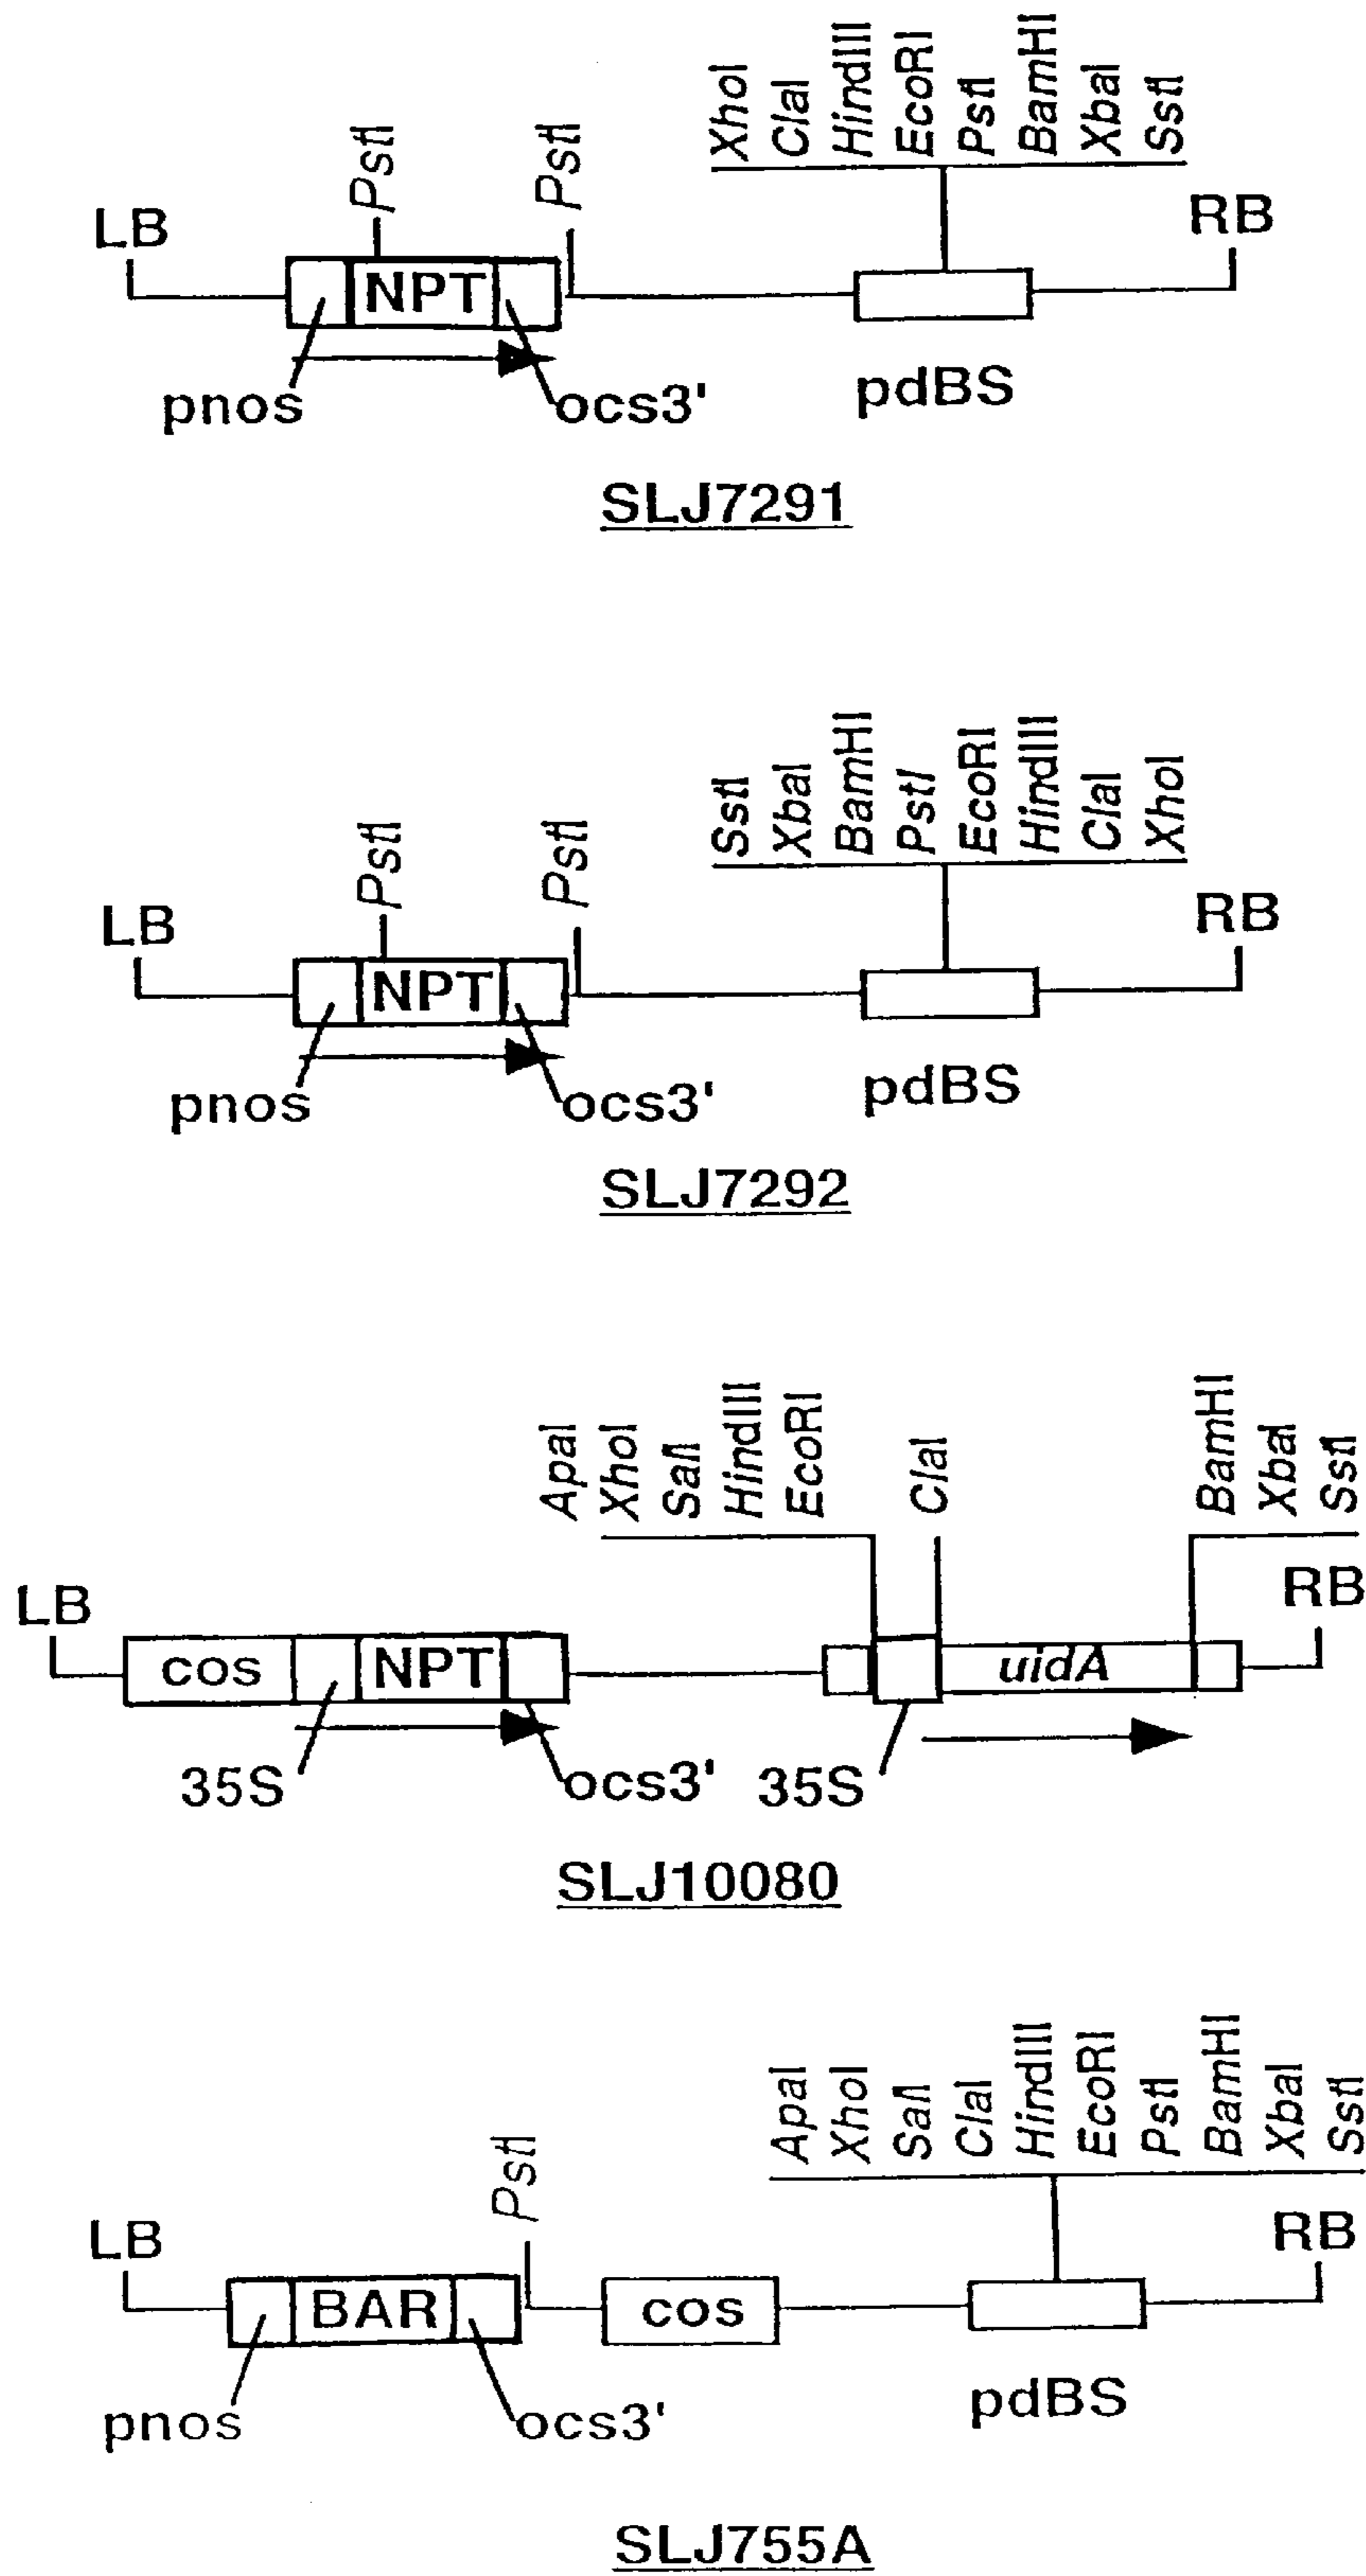 XhoI ClaI HindIII EcoRI PstI BamHI XbaI SstI
PstI PstI
LB RB
NPT
pnos ocs3' pdBS
SLJ7291
SstI XbaI BamHI PstI EcoRI HindIII ClaI XhoI
PstI PstI
LB RB
NPT
pnos ocs3' pdBS
SLJ7292
ApaI XhoI SalI HindIII EcoRI ClaI BamHI XbaI SstI
LB RB
cos NPT uidA
35S ocs3' 35S
SLJ10080
ApaI XhoI SalI ClaI HindIII EcoRI PstI BamHI XbaI SstI
PstI
LB RB
BAR cos
pnos ocs3' pdBS
SLJ755A